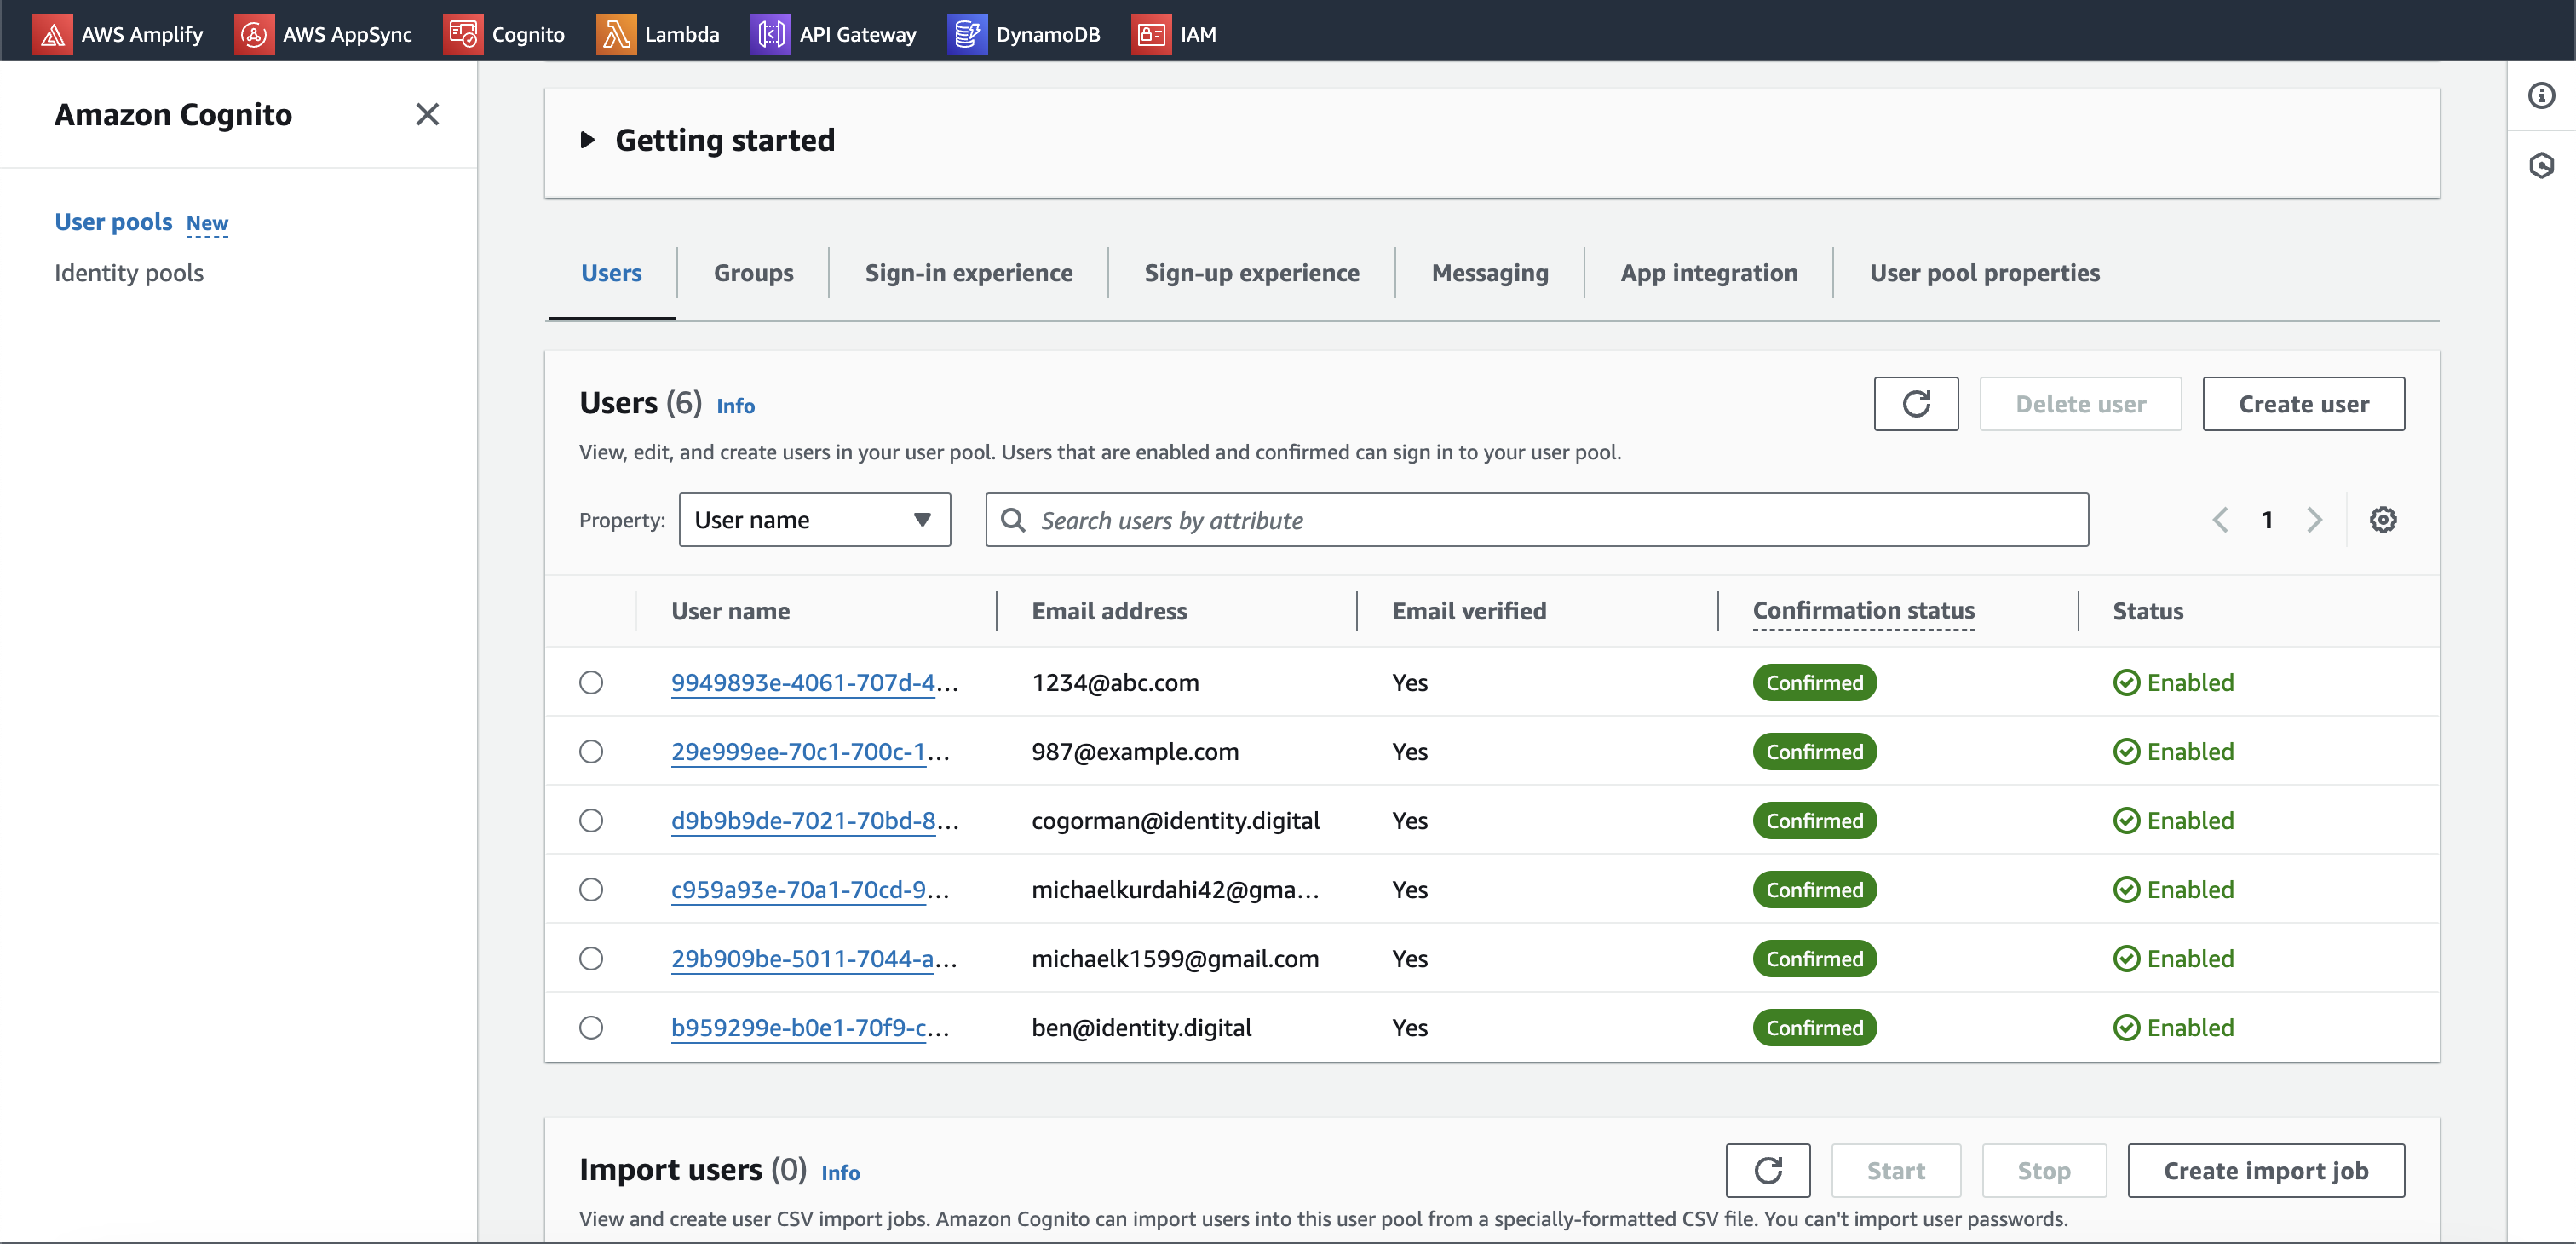 AWS Amplify AWS AppSync Cognito Lambda API Gateway DynamoDB IAM
Amazon Cognito
User pools New
Identity pools
Getting started
Users Groups Sign-in experience Sign-up experience Messaging App integration User pool properties
Users (6) Info
Delete user Create user
View, edit, and create users in your user pool. Users that are enabled and confirmed can sign in to your user pool.
Property: User name Search users by attribute 1
User name Email address Email verified Confirmation status Status
9949893e-4061-707d-4... 1234@abc.com Yes Confirmed Enabled
29e999ee-70c1-700c-1... 987@example.com Yes Confirmed Enabled
d9b9b9de-7021-70bd-8... cogorman@identity.digital Yes Confirmed Enabled
c959a93e-70a1-70cd-9... michaelkurdahi42@gma... Yes Confirmed Enabled
29b909be-5011-7044-a... michaelk1599@gmail.com Yes Confirmed Enabled
b959299e-b0e1-70f9-c... ben@identity.digital Yes Confirmed Enabled
Import users (0) Info
Start Stop Create import job
View and create user CSV import jobs. Amazon Cognito can import users into this user pool from a specially-formatted CSV file. You can't import user passwords.